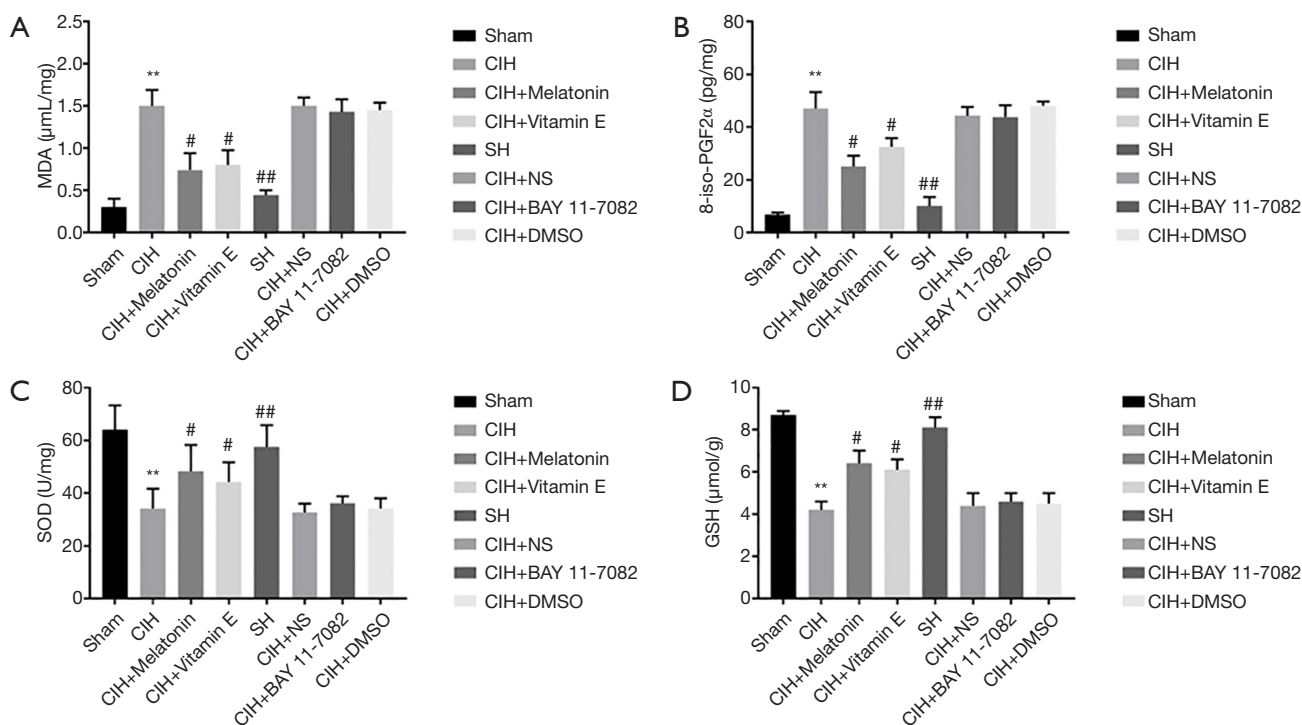 A
MDA (µmL/mg)
2.5
2.0
1.5
1.0
0.5
0.0
**
#
#
##
Sham
CIH
CIH+Melatonin
CIH+Vitamin E
SH
CIH+NS
CIH+BAY 11-7082
CIH+DMSO
Sham
CIH
CIH+Melatonin
CIH+Vitamin E
SH
CIH+NS
CIH+BAY 11-7082
CIH+DMSO
B
8-iso-PGF2α (pg/mg)
80
60
40
20
0
**
#
#
##
Sham
CIH
CIH+Melatonin
CIH+Vitamin E
SH
CIH+NS
CIH+BAY 11-7082
CIH+DMSO
Sham
CIH
CIH+Melatonin
CIH+Vitamin E
SH
CIH+NS
CIH+BAY 11-7082
CIH+DMSO
C
SOD (U/mg)
80
60
40
20
0
**
#
#
##
Sham
CIH
CIH+Melatonin
CIH+Vitamin E
SH
CIH+NS
CIH+BAY 11-7082
CIH+DMSO
Sham
CIH
CIH+Melatonin
CIH+Vitamin E
SH
CIH+NS
CIH+BAY 11-7082
CIH+DMSO
D
GSH (µmol/g)
10
8
6
4
2
0
**
#
#
##
Sham
CIH
CIH+Melatonin
CIH+Vitamin E
SH
CIH+NS
CIH+BAY 11-7082
CIH+DMSO
Sham
CIH
CIH+Melatonin
CIH+Vitamin E
SH
CIH+NS
CIH+BAY 11-7082
CIH+DMSO